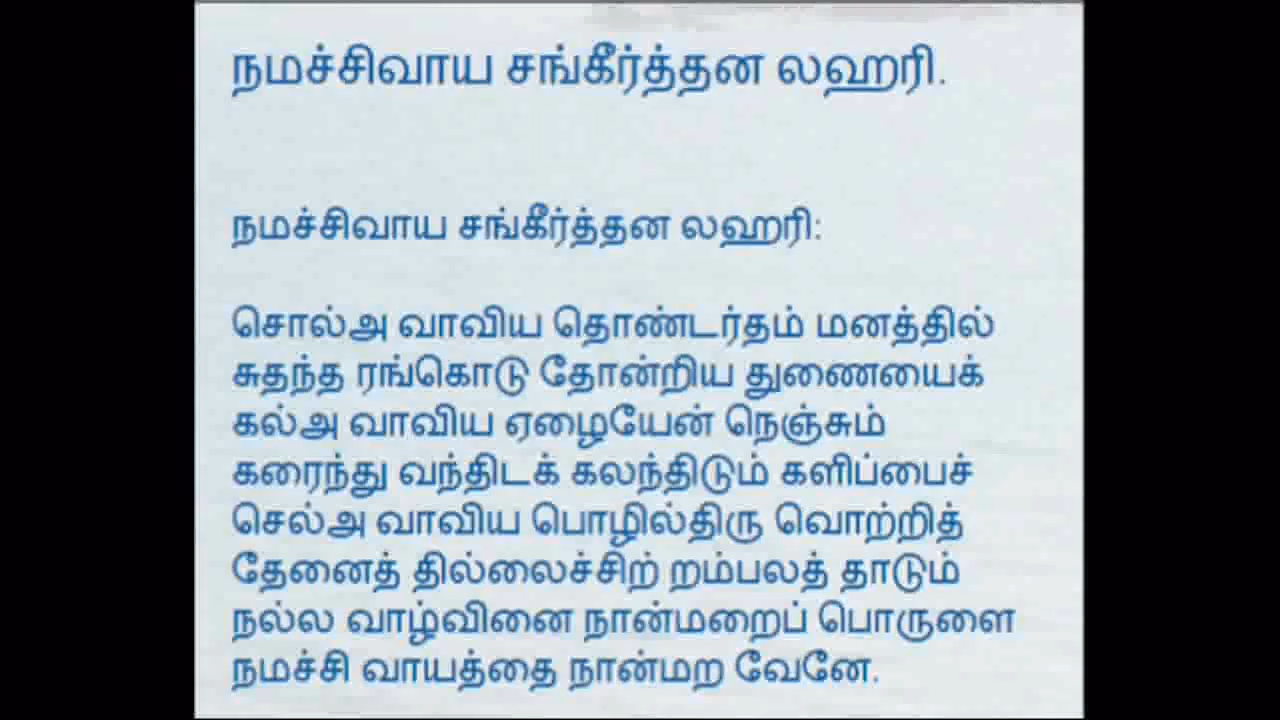 நமச்சிவாய சங்கீர்த்தன லஹரி.
நமச்சிவாய சங்கீர்த்தன லஹரி:
சொல்அ வாவிய தொண்டர்தம் மனத்தில்
சுதந்த ரங்கொடு தோன்றிய துணையைக்
கல்அ வாவிய ஏழையேன் நெஞ்சும்
கரைந்து வந்திடக் கலந்திடும் களிப்பைச்
செல்அ வாவிய பொழில்திரு வொற்றித்
தேனைத் தில்லைச்சிற் றம்பலத் தாடும்
நல்ல வாழ்வினை நான்மறைப் பொருளை
நமச்சி வாயத்தை நான்மற வேனே.